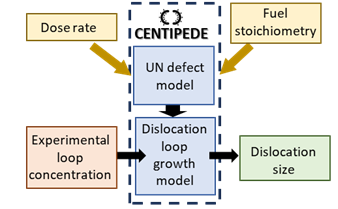 Dose rate
Fuel
stoichiometry
CENTIPEDE
UN defect
model
Experimental
loop
concentration
Dislocation
loop
growth
model
Dislocation
size